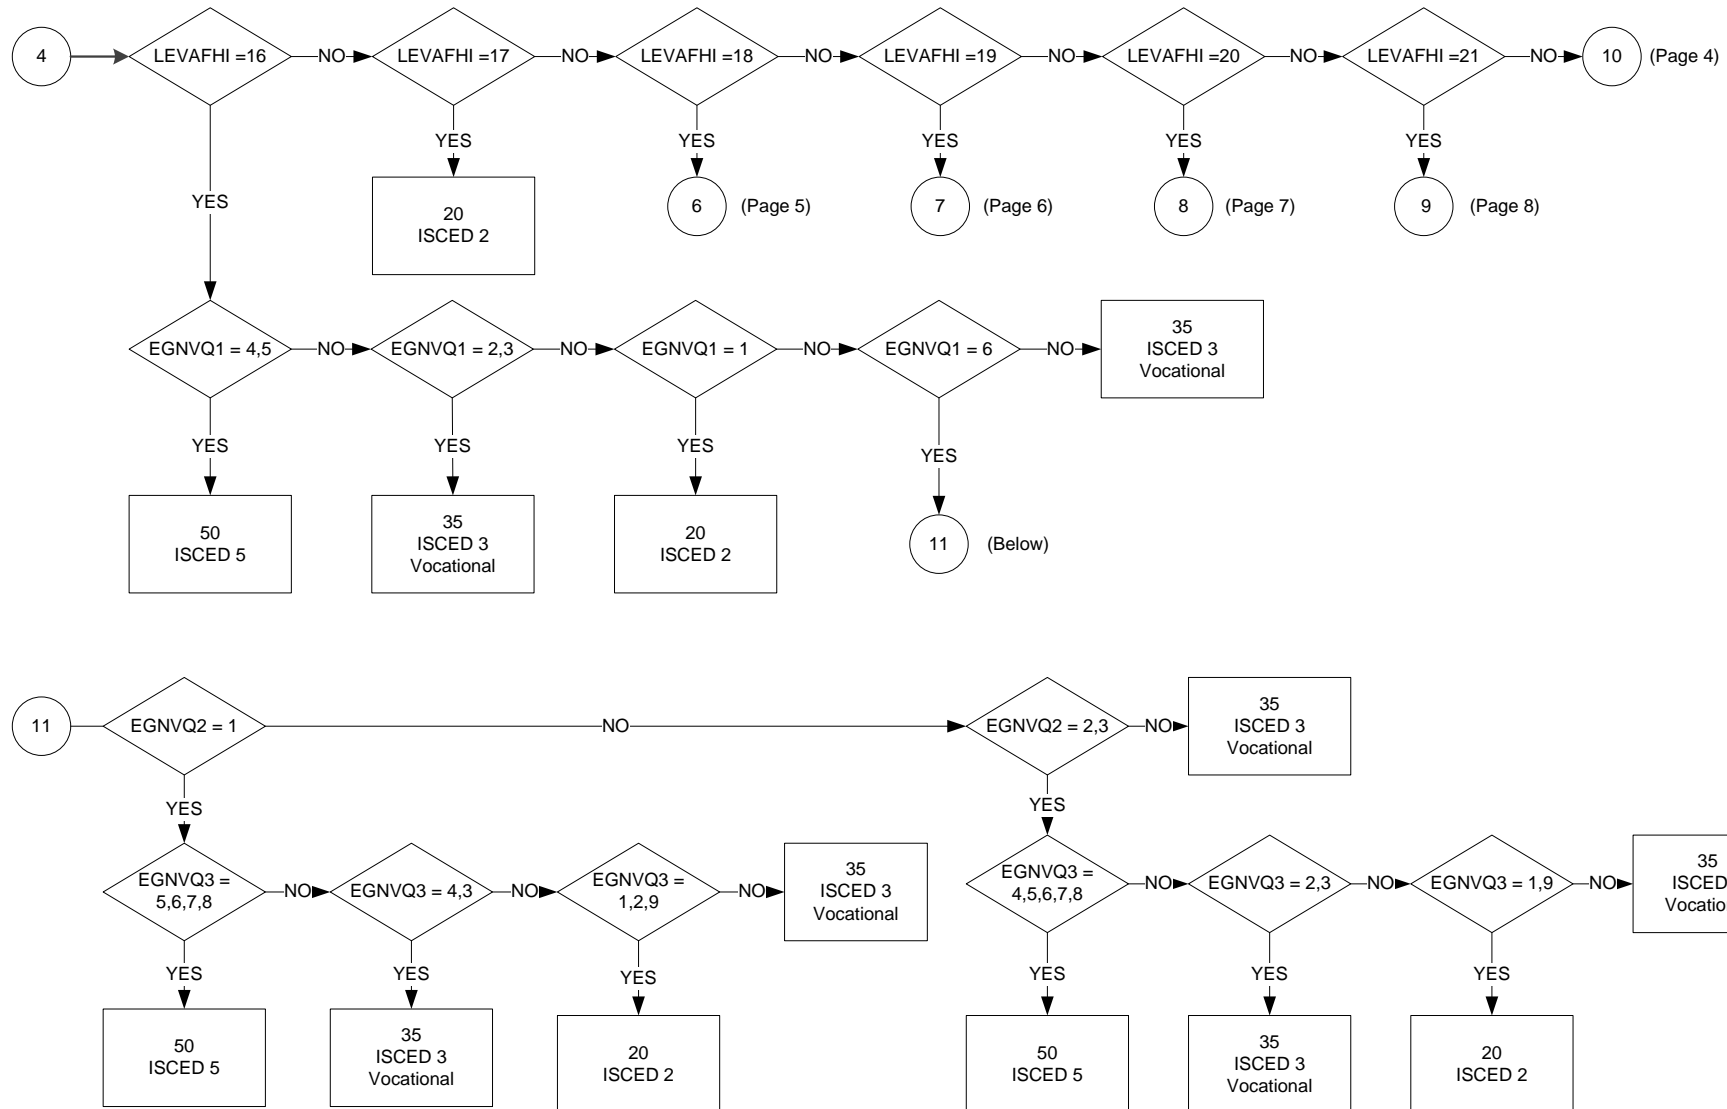 4
LEVAFHI =16
NO
LEVAFHI =17
NO
LEVAFHI =18
NO
LEVAFHI =19
NO
LEVAFHI =20
NO
LEVAFHI =21
NO
10
(Page 4)
YES
YES
YES
YES
YES
YES
20
ISCED 2
6
(Page 5)
7
(Page 6)
8
(Page 7)
9
(Page 8)
EGNVQ1 = 4,5
NO
EGNVQ1 = 2,3
NO
EGNVQ1 = 1
NO
EGNVQ1 = 6
NO
35
ISCED 3
Vocational
YES
YES
YES
YES
50
ISCED 5
35
ISCED 3
Vocational
20
ISCED 2
11
(Below)
11
EGNVQ2 = 1
NO
EGNVQ2 = 2,3
NO
35
ISCED 3
Vocational
YES
YES
EGNVQ3 =
5,6,7,8
NO
EGNVQ3 = 4,3
NO
EGNVQ3 =
1,2,9
NO
35
ISCED 3
Vocational
EGNVQ3 =
4,5,6,7,8
NO
EGNVQ3 = 2,3
NO
EGNVQ3 = 1,9
NO
35
ISCED
YES
YES
YES
YES
YES
YES
50
ISCED 5
35
ISCED 3
Vocational
20
ISCED 2
50
ISCED 5
35
ISCED 3
Vocational
20
ISCED 2